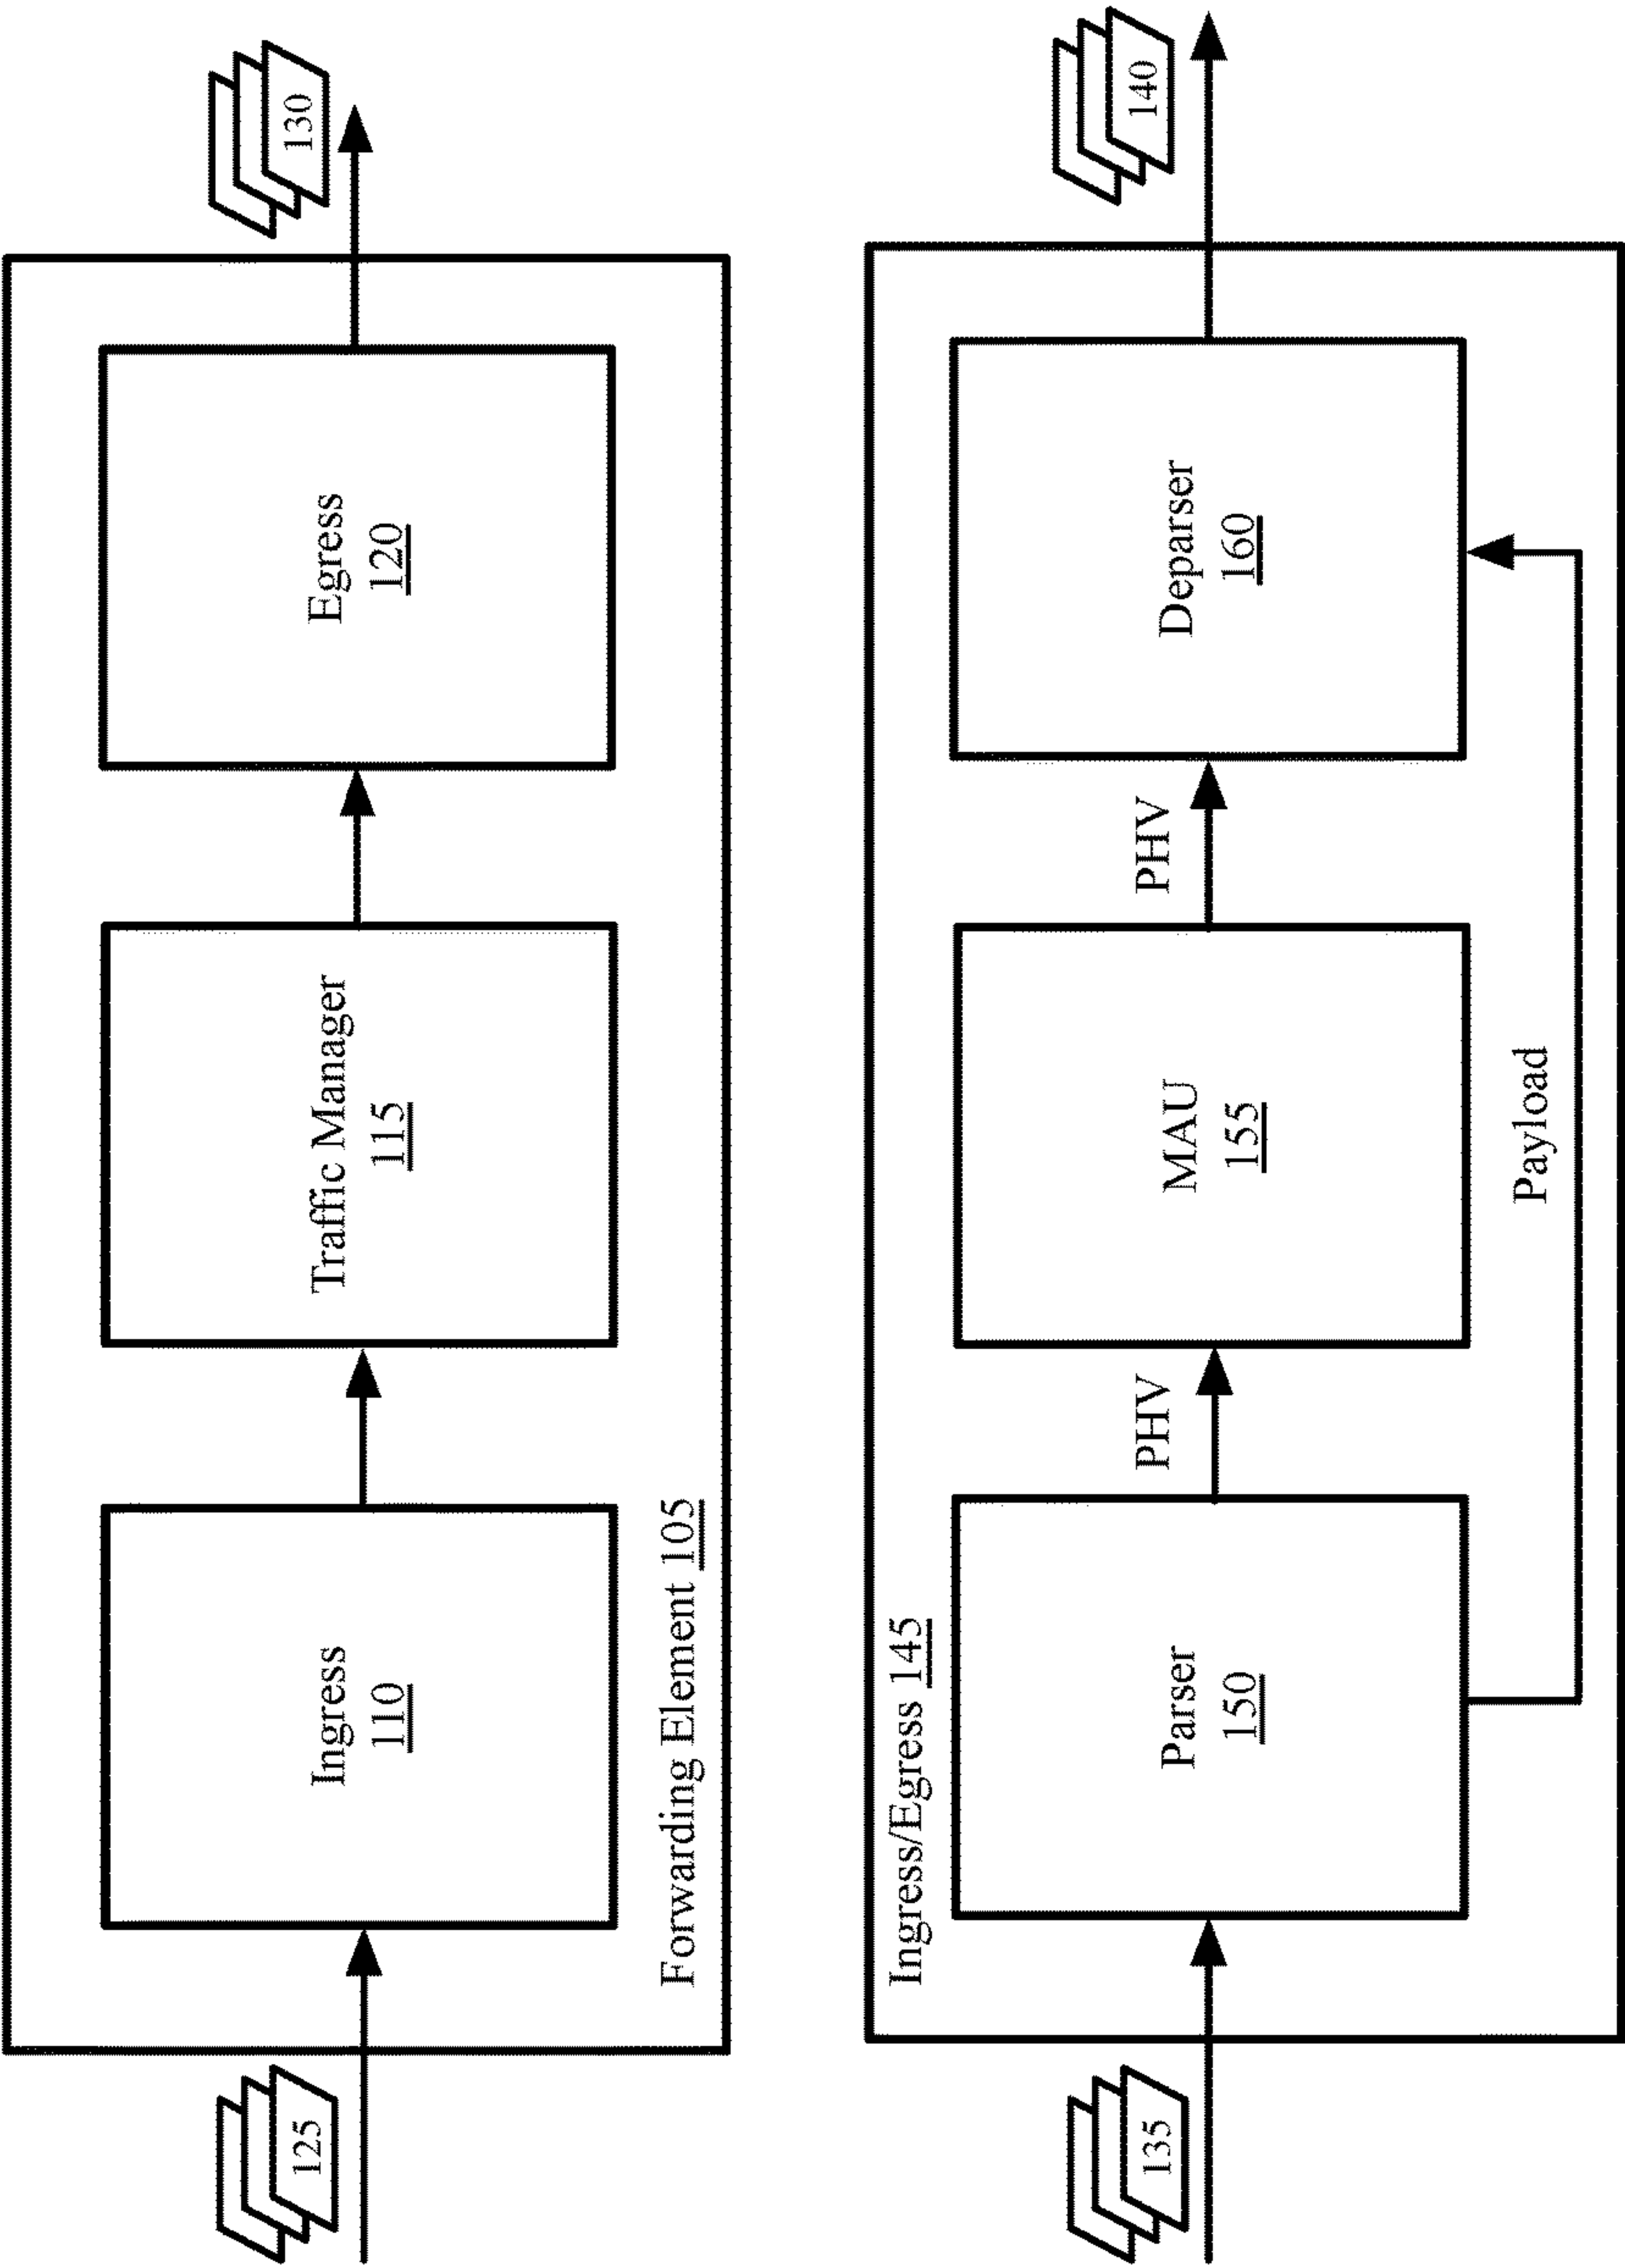 125
Ingress
110
Traffic Manager
115
Egress
120
130
Forwarding Element 105
Ingress/Egress 145
135
Parser
150
PHV
MAU
155
PHV
Deparser
160
140
Payload